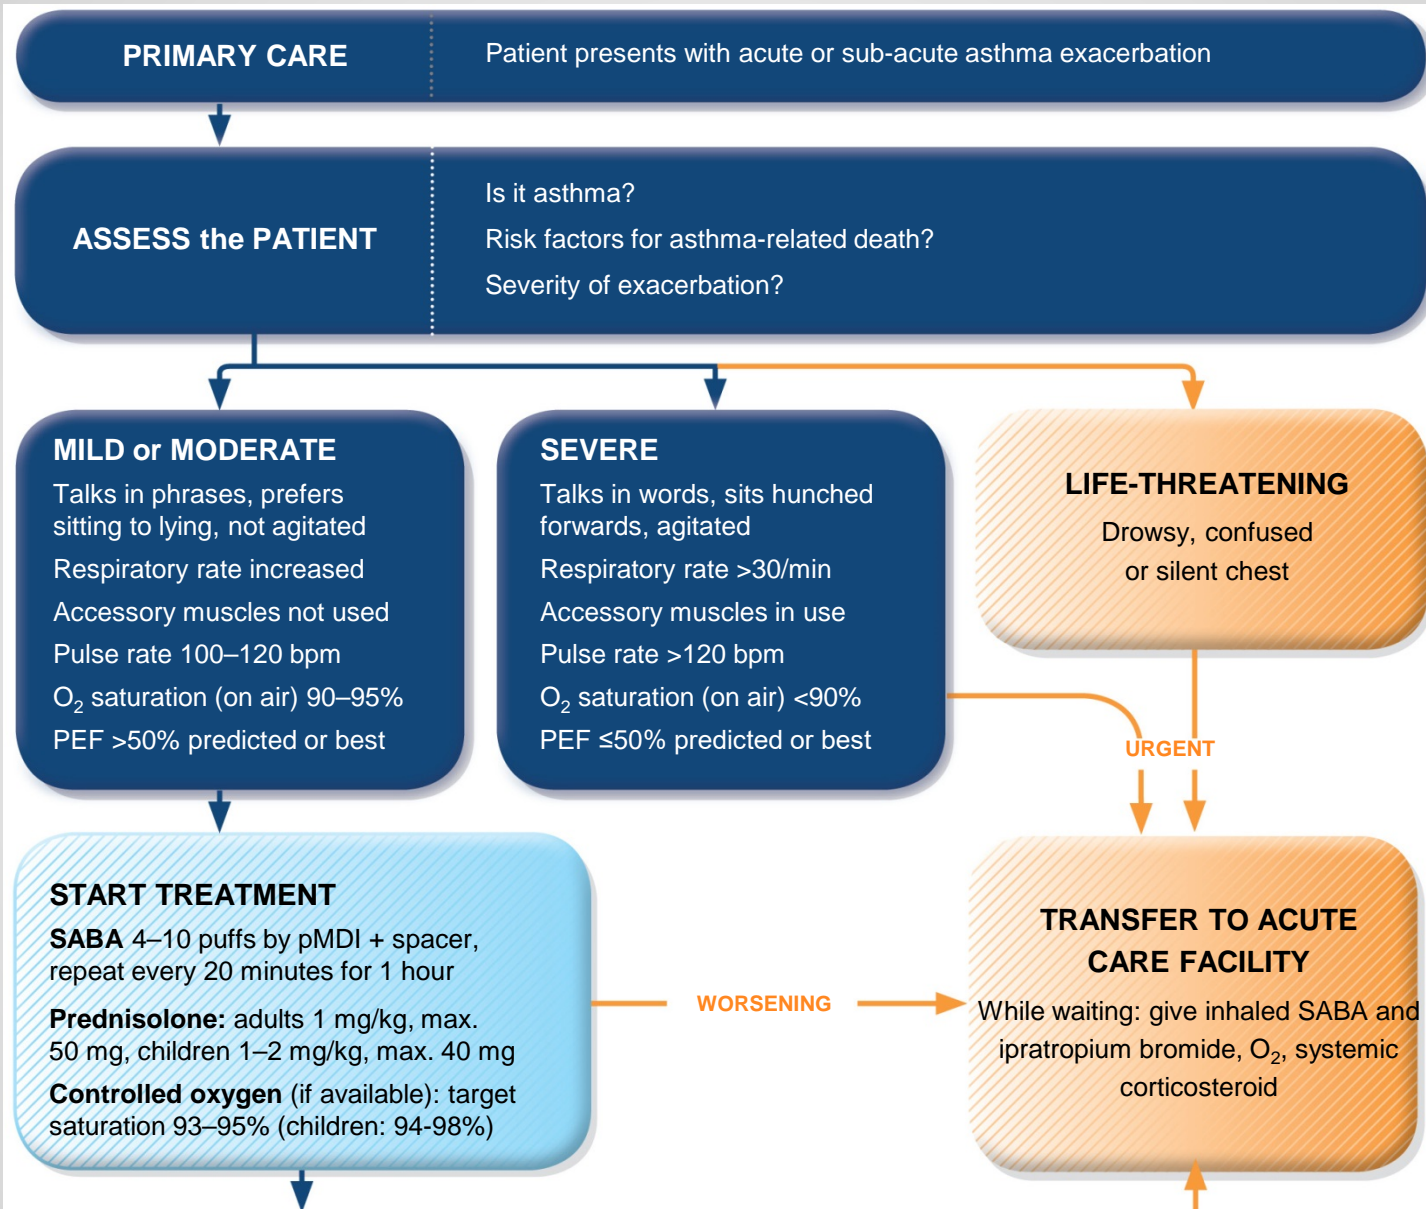 PRIMARY CARE
Patient presents with acute or sub-acute asthma exacerbation
ASSESS the PATIENT
Is it asthma?
Risk factors for asthma-related death?
Severity of exacerbation?
MILD or MODERATE
Talks in phrases, prefers
sitting to lying, not agitated
Respiratory rate increased
Accessory muscles not used
Pulse rate 100–120 bpm
O₂ saturation (on air) 90–95%
PEF >50% predicted or best
SEVERE
Talks in words, sits hunched
forwards, agitated
Respiratory rate >30/min
Accessory muscles in use
Pulse rate >120 bpm
O₂ saturation (on air) <90%
PEF ≤50% predicted or best
LIFE-THREATENING
Drowsy, confused
or silent chest
URGENT
START TREATMENT
SABA 4–10 puffs by pMDI + spacer,
repeat every 20 minutes for 1 hour
Prednisolone: adults 1 mg/kg, max.
50 mg, children 1–2 mg/kg, max. 40 mg
Controlled oxygen (if available): target
saturation 93–95% (children: 94-98%)
WORSENING
TRANSFER TO ACUTE
CARE FACILITY
While waiting: give inhaled SABA and
ipratropium bromide, O₂, systemic
corticosteroid